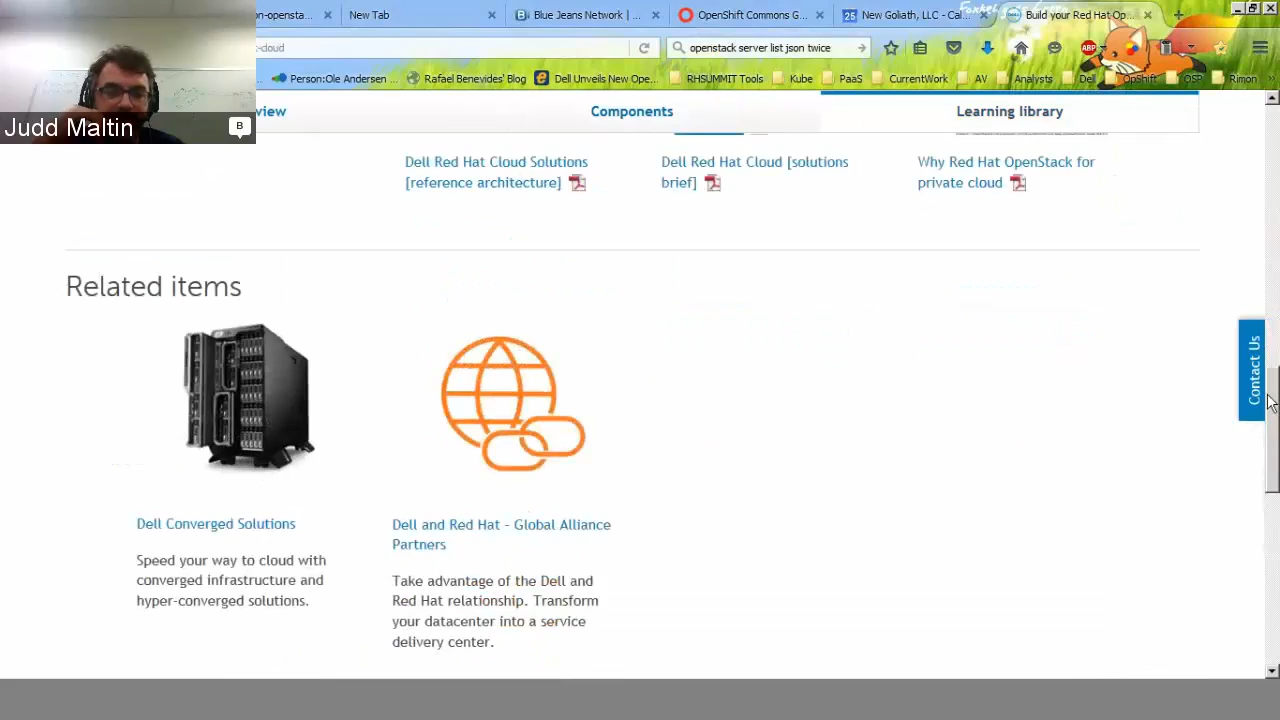 on-openst...
New Tab
Blue Jeans Network | ...
OpenShift Commons G...
New Goliath, LLC - Cal...
Build your Red Hat Op...
t-cloud
openstack server list json twice
Person:Ole Andersen
Rafael Benevides' Blog
Dell Unveils New Ope...
RHSUMMIT Tools
Kube
PaaS
CurrentWork
AV
Analysts
Dell
OpShift
OSP
Rimon
Judd Maltin
B
view
Components
Learning library
Dell Red Hat Cloud Solutions
[reference architecture]
Dell Red Hat Cloud [solutions
brief]
Why Red Hat OpenStack for
private cloud
Related items
Contact Us
Dell Converged Solutions
Speed your way to cloud with
converged infrastructure and
hyper-converged solutions.
Dell and Red Hat - Global Alliance
Partners
Take advantage of the Dell and
Red Hat relationship. Transform
your datacenter into a service
delivery center.